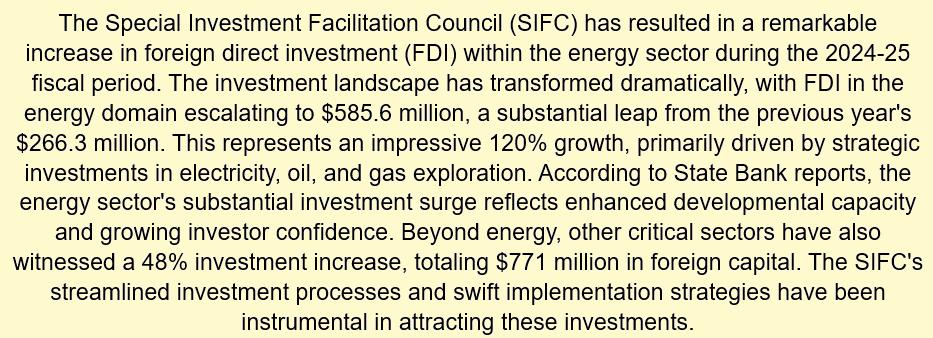 The Special Investment Facilitation Council (SIFC) has resulted in a remarkable
increase in foreign direct investment (FDI) within the energy sector during the 2024-25
fiscal period. The investment landscape has transformed dramatically, with FDI in the
energy domain escalating to $585.6 million, a substantial leap from the previous year's
$266.3 million. This represents an impressive 120% growth, primarily driven by strategic
investments in electricity, oil, and gas exploration. According to State Bank reports, the
energy sector's substantial investment surge reflects enhanced developmental capacity
and growing investor confidence. Beyond energy, other critical sectors have also
witnessed a 48% investment increase, totaling $771 million in foreign capital. The SIFC's
streamlined investment processes and swift implementation strategies have been
instrumental in attracting these investments.